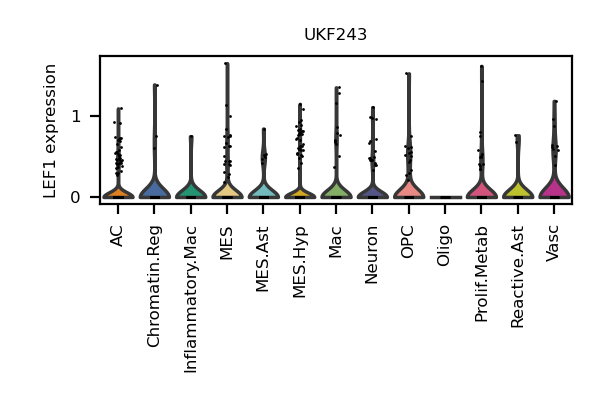 UKF243
LEF1 expression
1
0
AC
Chromatin.Reg
Inflammatory.Mac
MES
MES.Ast
MES.Hyp
Mac
Neuron
OPC
Oligo
Prolif.Metab
Reactive.Ast
Vasc